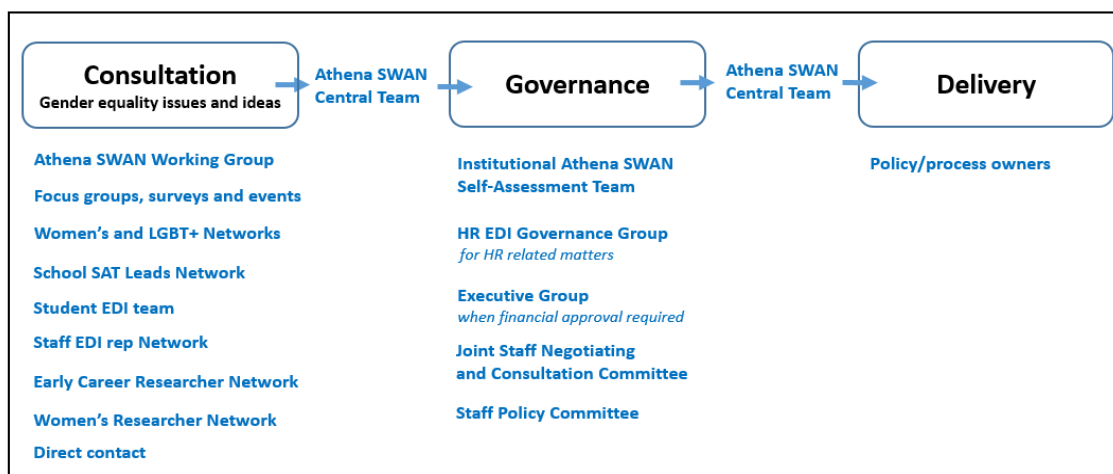 Consultation
Gender equality issues and ideas
Athena SWAN
Central Team
Governance
Athena SWAN
Central Team
Delivery
Athena SWAN Working Group
Focus groups, surveys and events
Women's and LGBT+ Networks
School SAT Leads Network
Student EDI team
Staff EDI rep Network
Early Career Researcher Network
Women's Researcher Network
Direct contact
Institutional Athena SWAN
Self-Assessment Team
HR EDI Governance Group
for HR related matters
Executive Group
when financial approval required
Joint Staff Negotiating
and Consultation Committee
Staff Policy Committee
Policy/process owners